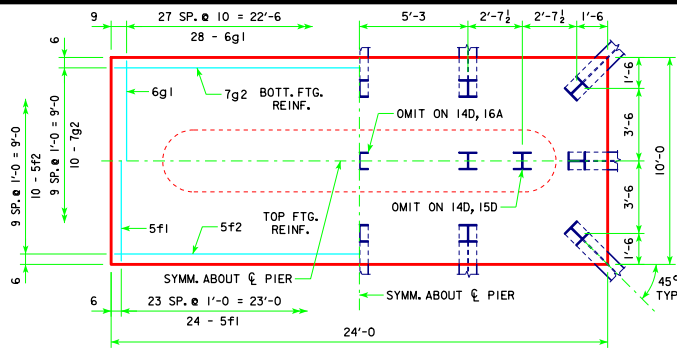 9
27 SP. @ 10 = 22'-6
28 - 6g1
5'-3
2'-7½
2'-7½
1'-6
6
6g1
7g2
BOTT. FTG.
REINF.
OMIT ON 14D, 16A
1'-6
3'-6
10'-0
3'-6
1'-6
9 SP. @ 1'-0 = 9'-0
10 - 5f2
9 SP. @ 1'-0 = 9'-0
10 - 7g2
OMIT ON 14D, 15D
5f1
5f2
TOP FTG.
REINF.
6
SYMM. ABOUT ℄ PIER
SYMM. ABOUT ℄ PIER
45°
TYP
6
23 SP. @ 1'-0 = 23'-0
24 - 5f1
24'-0